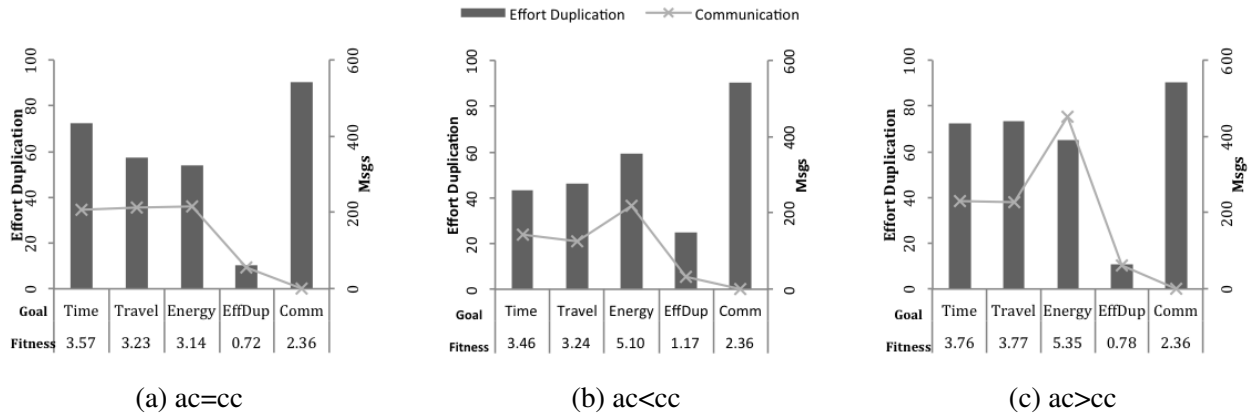 Effort Duplication Communication
100
80
60
40
20
0
Effort Duplication
600
400
200
0
Msgs
Goal Time Travel Energy EffDup Comm
Fitness 3.57 3.23 3.14 0.72 2.36
(a) ac=cc
100
80
60
40
20
0
Effort Duplication
600
400
200
0
Msgs
Goal Time Travel Energy EffDup Comm
Fitness 3.46 3.24 5.10 1.17 2.36
(b) ac<cc
100
80
60
40
20
0
Effort Duplication
600
400
200
0
Msgs
Goal Time Travel Energy EffDup Comm
Fitness 3.76 3.77 5.35 0.78 2.36
(c) ac>cc